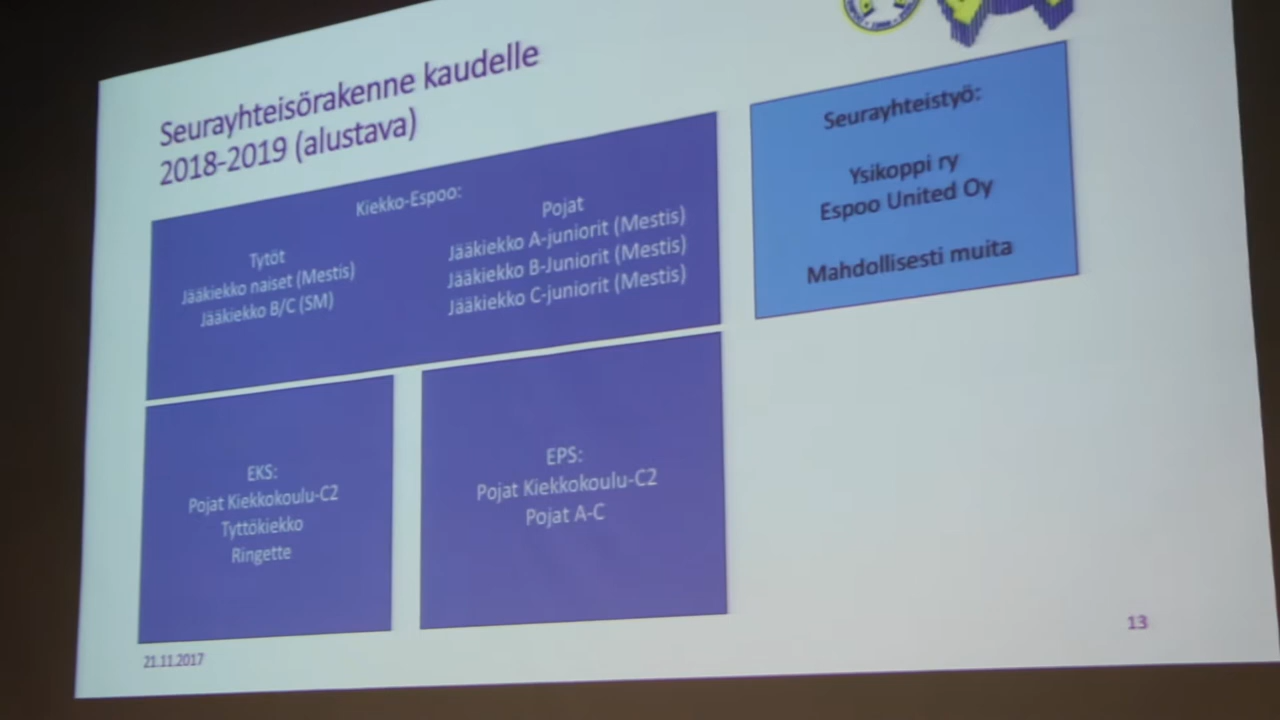 Seurayhteisörakenne kaudelle
2018-2019 (alustava)
Kiekko-Espoo:
Tytöt
Jääkiekko naiset (Mestis)
Jääkiekko B/C (SM)
Pojat
Jääkiekko A-juniorit (Mestis)
Jääkiekko B-Juniorit (Mestis)
Jääkiekko C-juniorit (Mestis)
Seurayhteistyö:
Ysikoppi ry
Espoo United Oy
Mahdollisesti muita
EKS:
Pojat Kiekkokoulu-C2
Tyttökiekko
Ringette
EPS:
Pojat Kiekkokoulu-C2
Pojat A-C
21.11.2017
13